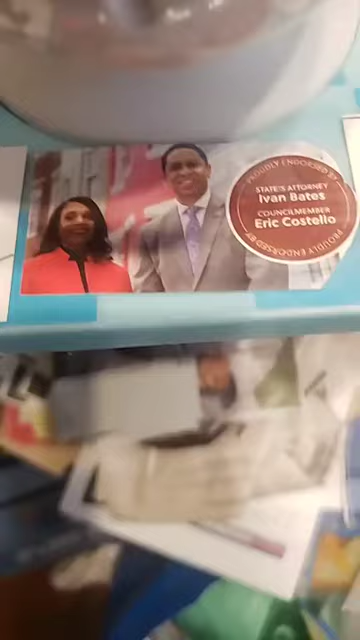 PROUDLY ENDORSED BY
STATE'S ATTORNEY
Ivan Bates
COUNCILMEMBER
Eric Costello
PROUDLY ENDORSED BY